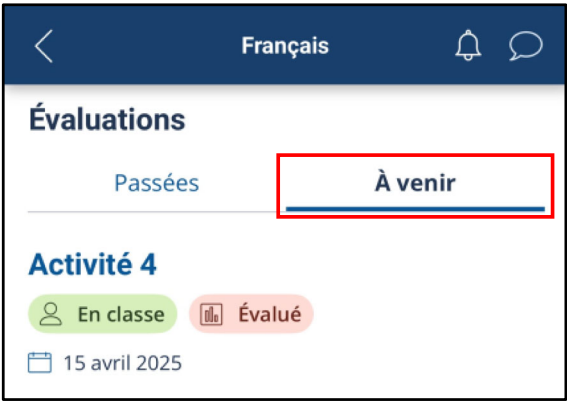 Français
Évaluations
Passées À venir
Activité 4
En classe Évalué
15 avril 2025